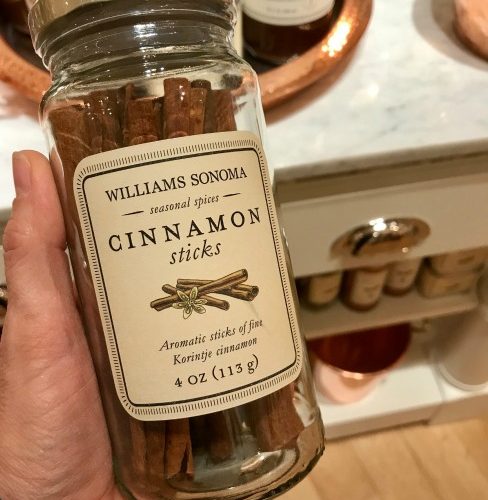 WILLIAMS SONOMA
seasonal spices
CINNAMON
sticks
Aromatic sticks of fine
Korintje cinnamon
4 OZ (113 g)